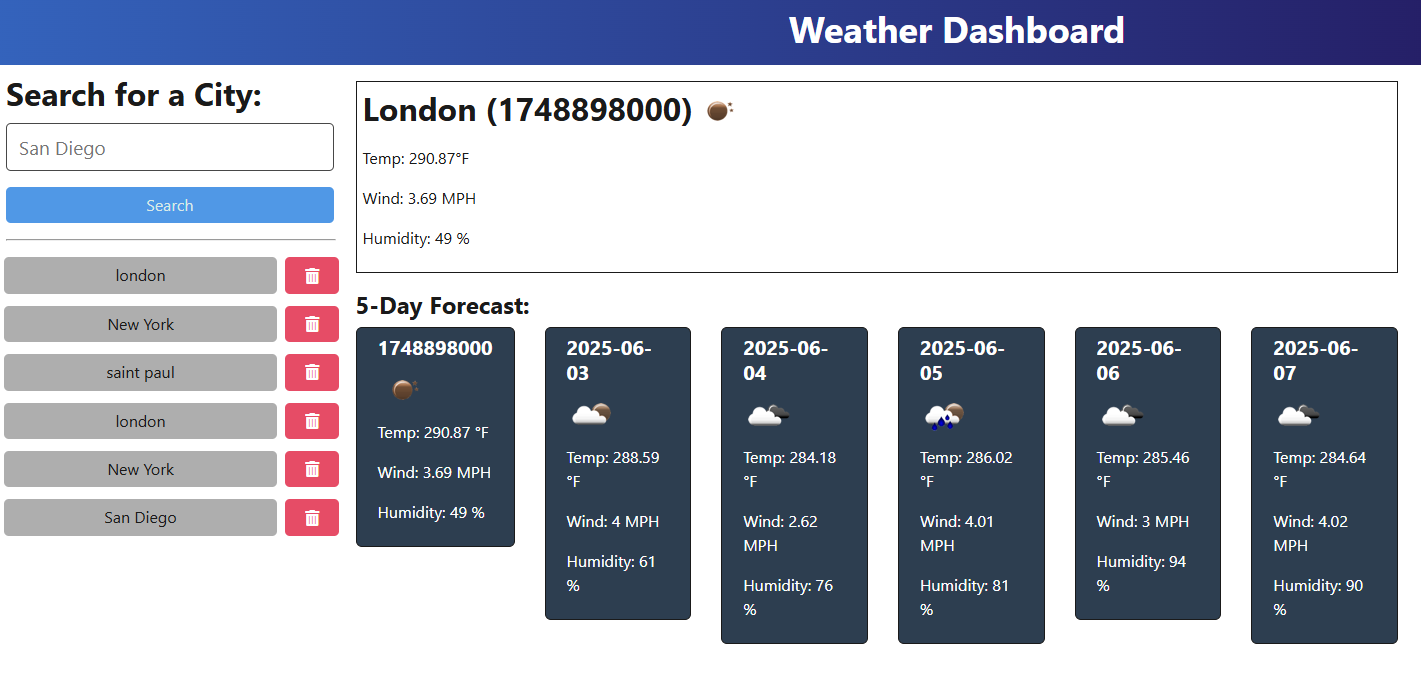 Weather Dashboard
Search for a City:
San Diego
Search
london
New York
saint paul
london
New York
San Diego
London (1748898000)
Temp: 290.87°F
Wind: 3.69 MPH
Humidity: 49 %
5-Day Forecast:
1748898000
Temp: 290.87 °F
Wind: 3.69 MPH
Humidity: 49 %
2025-06-
03
Temp: 288.59
°F
Wind: 4 MPH
Humidity: 61
%
2025-06-
04
Temp: 284.18
°F
Wind: 2.62
MPH
Humidity: 76
%
2025-06-
05
Temp: 286.02
°F
Wind: 4.01
MPH
Humidity: 81
%
2025-06-
06
Temp: 285.46
°F
Wind: 3 MPH
Humidity: 94
%
2025-06-
07
Temp: 284.64
°F
Wind: 4.02
MPH
Humidity: 90
%